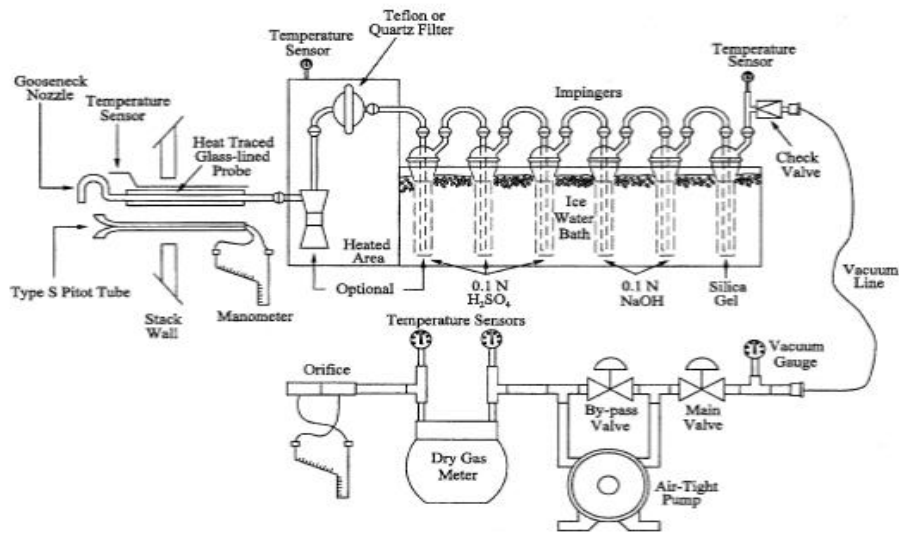 Teflon or
Quartz Filter
Temperature
Sensor
Temperature
Sensor
Gooseneck
Nozzle
Temperature
Sensor
Impingers
Heat Traced
Glass-lined
Probe
Check
Valve
Ice
Water
Bath
Heated
Area
Type S Pitot Tube
Optional
0.1 N
H₂SO₄
0.1 N
NaOH
Silica
Gel
Vacuum
Line
Stack
Wall
Manometer
Temperature Sensors
Vacuum
Gauge
Orifice
By-pass
Valve
Main
Valve
Dry Gas
Meter
Air-Tight
Pump